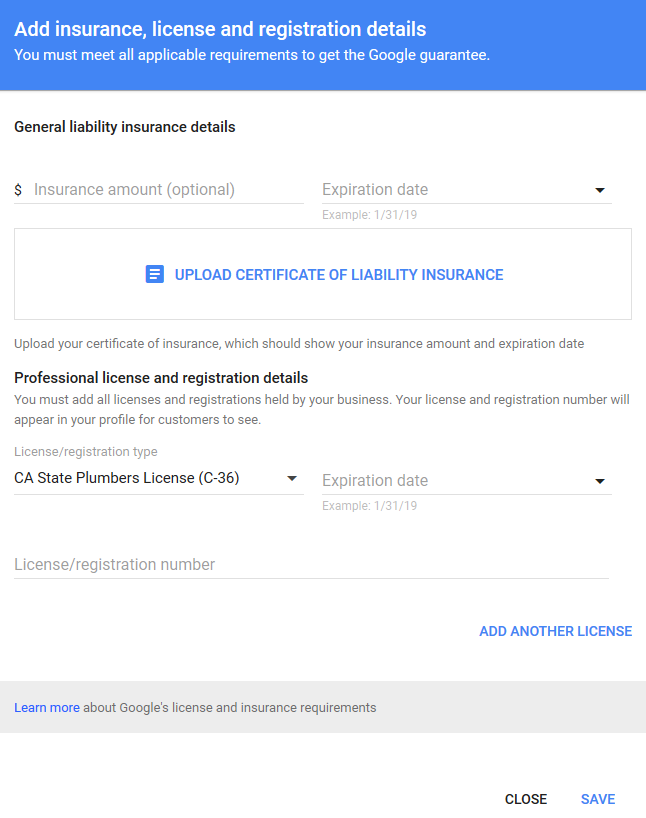 Add insurance, license and registration details
You must meet all applicable requirements to get the Google guarantee.
General liability insurance details
$ Insurance amount (optional) Expiration date
Example: 1/31/19
UPLOAD CERTIFICATE OF LIABILITY INSURANCE
Upload your certificate of insurance, which should show your insurance amount and expiration date
Professional license and registration details
You must add all licenses and registrations held by your business. Your license and registration number will
appear in your profile for customers to see.
License/registration type
CA State Plumbers License (C-36) Expiration date
Example: 1/31/19
License/registration number
ADD ANOTHER LICENSE
Learn more about Google's license and insurance requirements
CLOSE SAVE